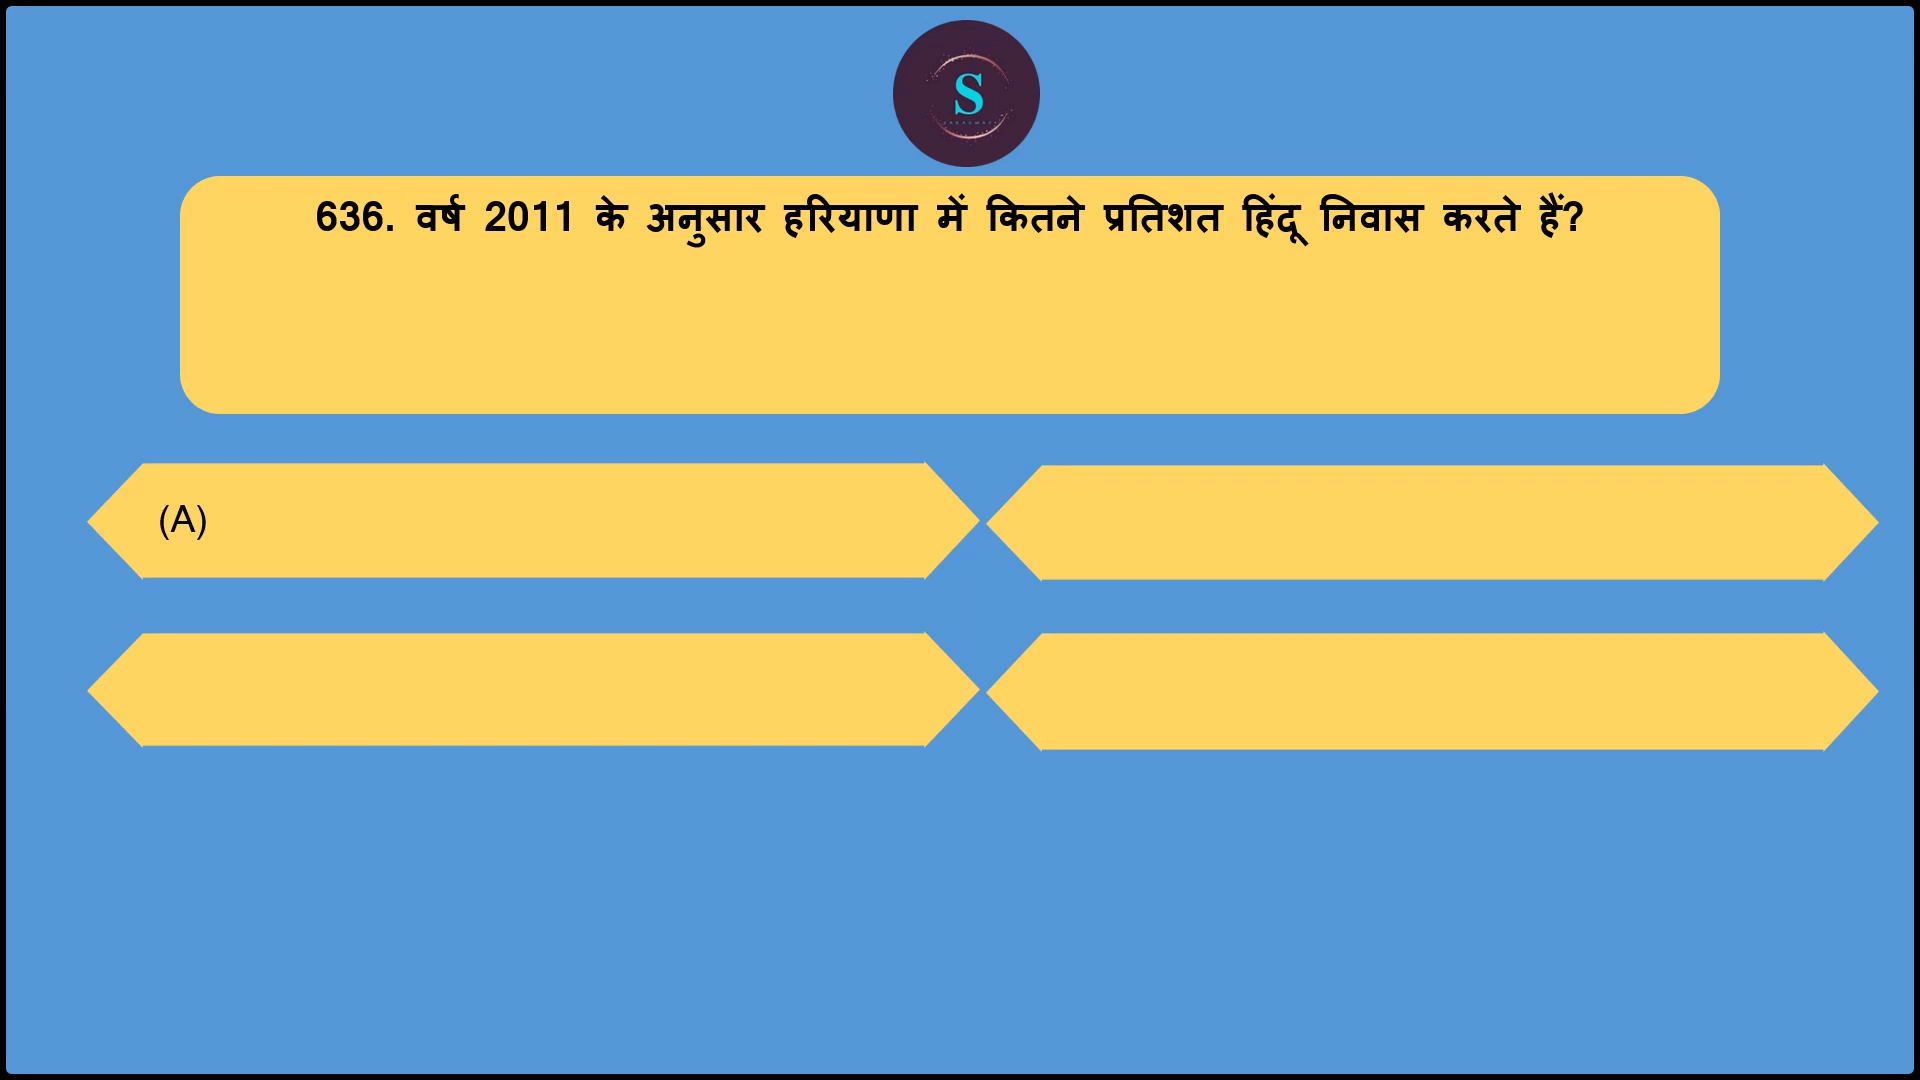 S
636. वर्ष 2011 के अनुसार हरियाणा में कितने प्रतिशत हिंदू निवास करते हैं?
(A)